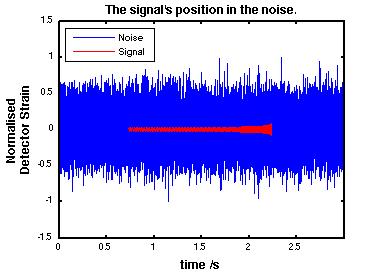 The signal's position in the noise.
1.5
Noise
Signal
1
0.5
0
-0.5
-1
-1.5
Normalised
Detector Strain
0 0.5 1 1.5 2 2.5
time /s